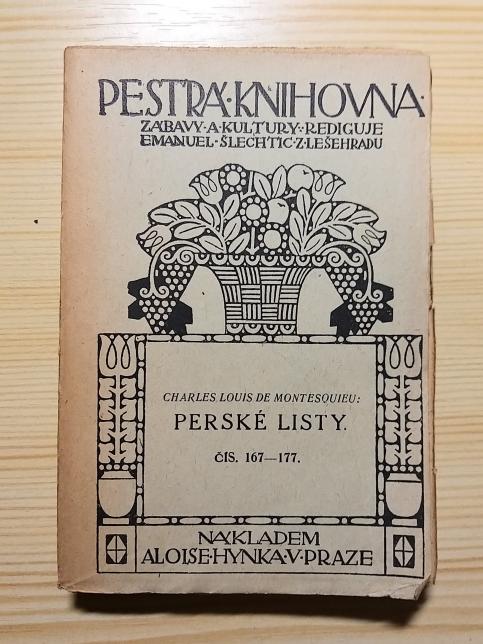 PESTRÁ·KNIHOVNA·
ZÁBAVY·A·KULTURY·REDIGUJE
EMANUEL·ŠLECHTIC·Z·LEŠEHRADU
CHARLES LOUIS DE MONTESQUIEU:
PERSKÉ LISTY.
ČÍS. 167—177.
NÁKLADEM
ALOISE·HYNKA·V·PRAZE